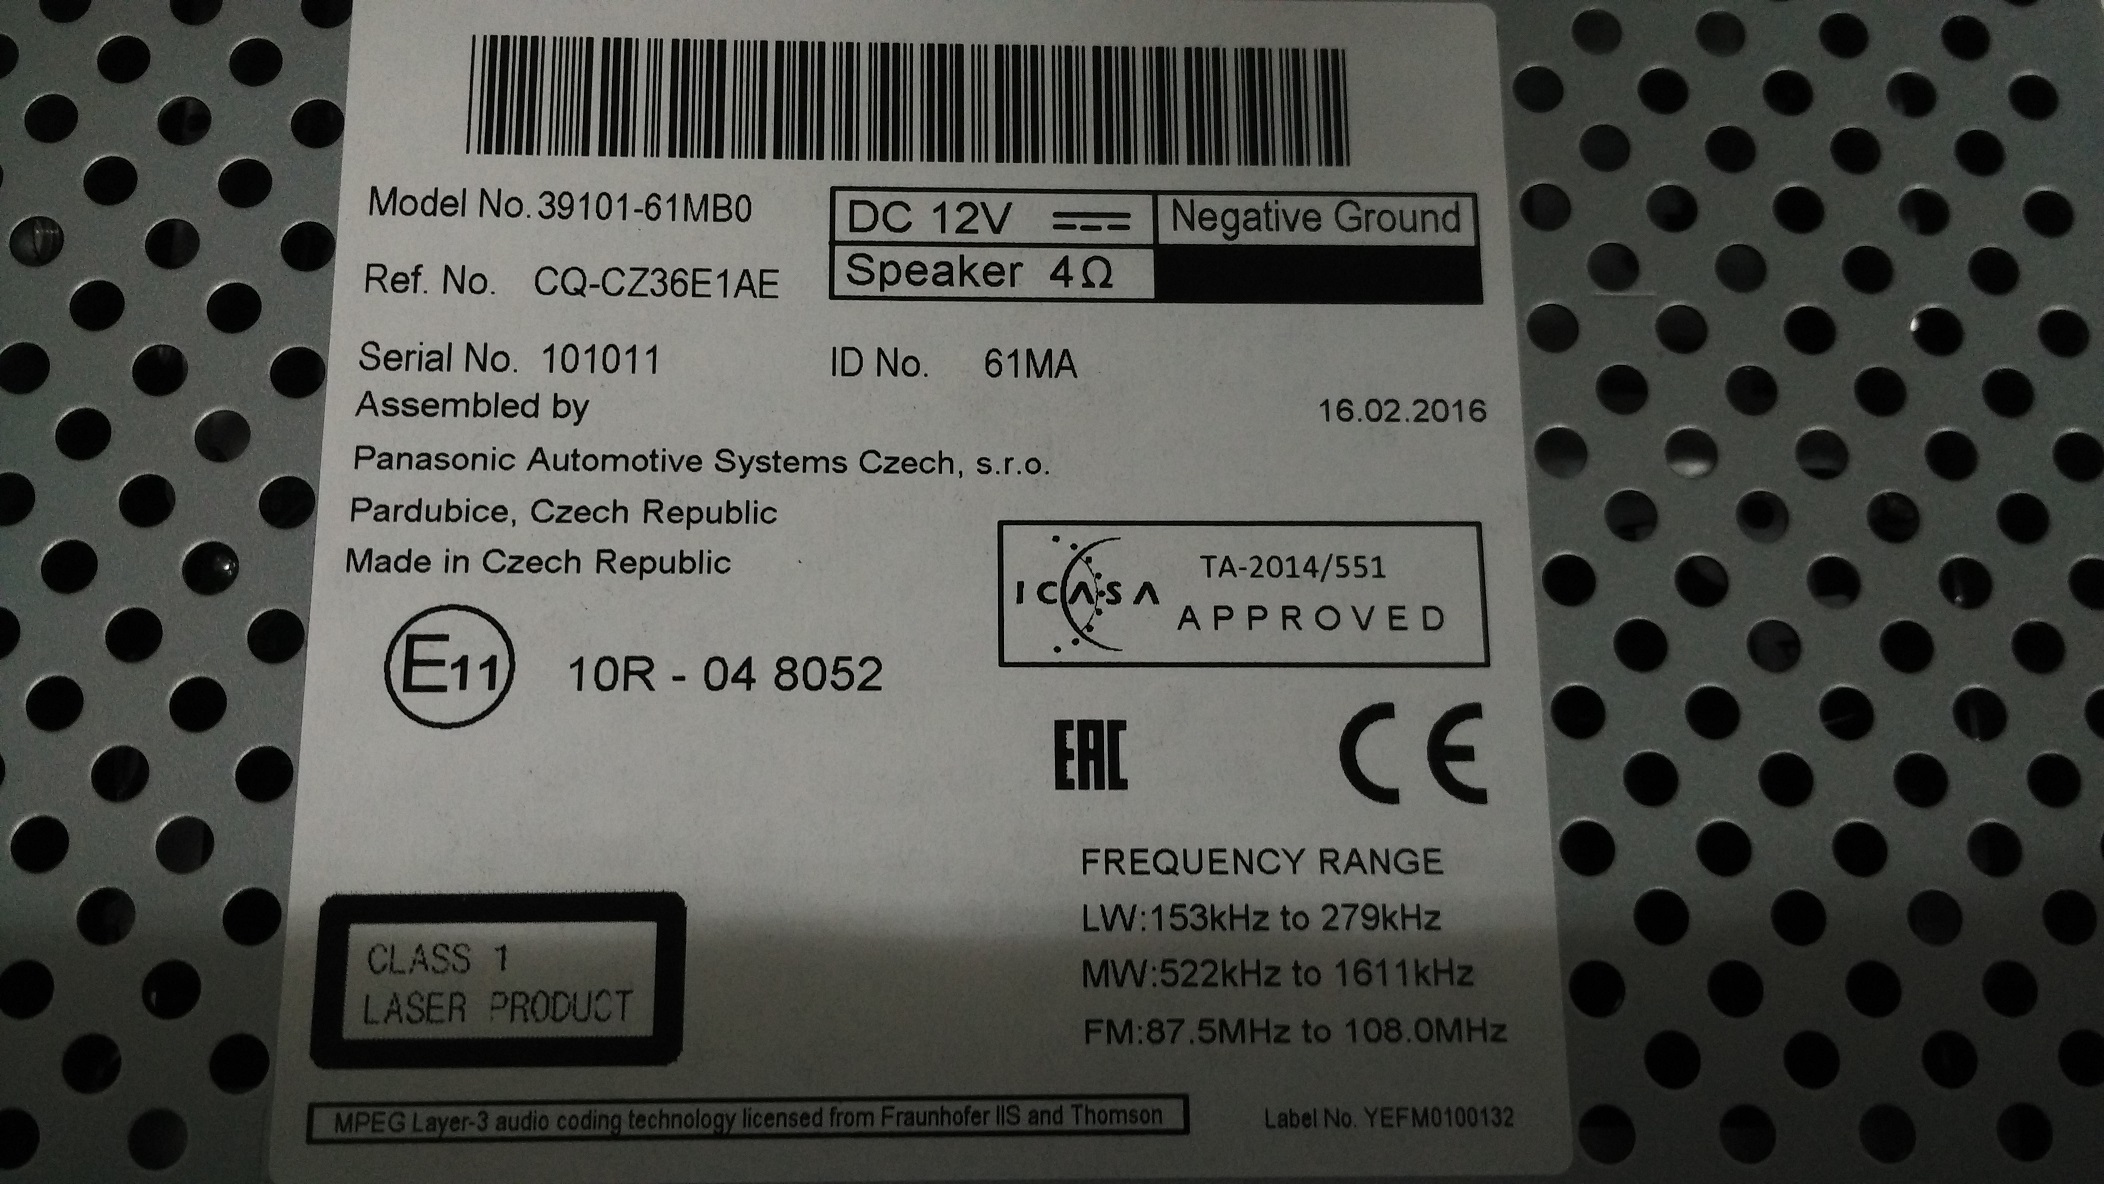 Model No. 39101-61MB0
DC 12V
Negative Ground
Ref. No. CQ-CZ36E1AE
Speaker 4Ω
Serial No. 101011
ID No. 61MA
Assembled by
16.02.2016
Panasonic Automotive Systems Czech, s.r.o.
Pardubice, Czech Republic
Made in Czech Republic
ICASA
TA-2014/551
APPROVED
E11
10R - 04 8052
EAC
CE
FREQUENCY RANGE
LW:153kHz to 279kHz
MW:522kHz to 1611kHz
FM:87.5MHz to 108.0MHz
CLASS 1
LASER PRODUCT
MPEG Layer-3 audio coding technology licensed from Fraunhofer IIS and Thomson
Label No. YEFM0100132